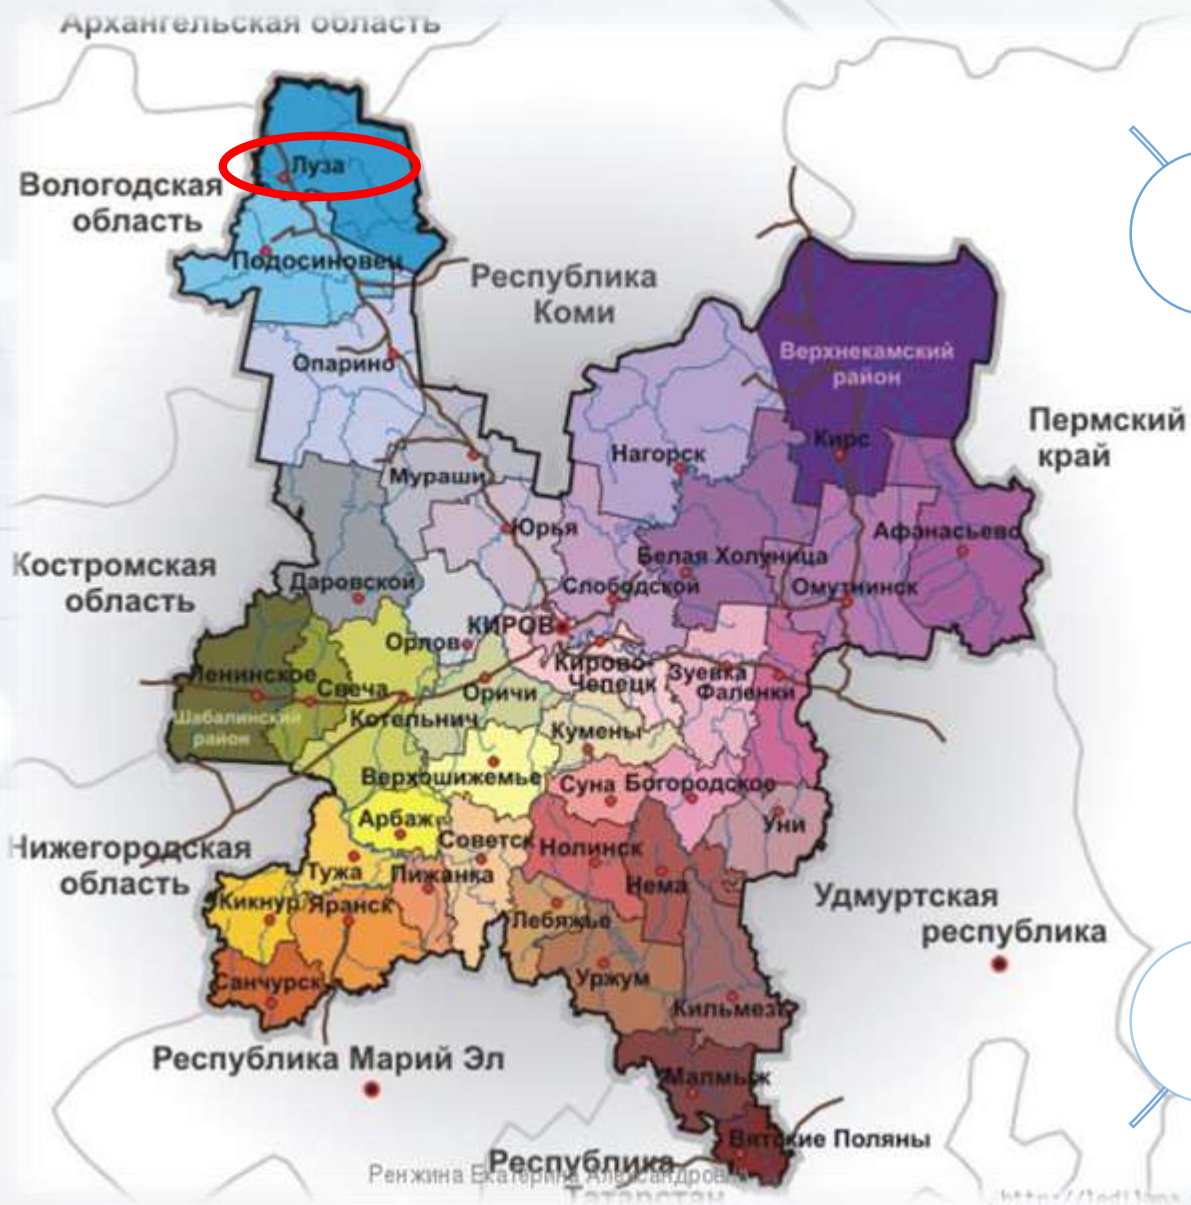 Архангельская область
Луза
Вологодская
область
Подосиновец
Республика
Коми
Опарино
Верхнекамский
район
Пермский
край
Кирс
Нагорск
Мураши
Юрья
Афанасьево
Белая Холуница
Костромская
область
Даровской
Слободской
Омутнинск
КИРОВ
Орлов
Кирово-
Чепецк
Зуевка
Фаленки
Ленинское
Свеча
Оричи
Шабалинский
район
Котельнич
Кумены
Верхошижемье
Суна
Богородское
Арбаж
Уни
Советск
Нолинск
Нижегородская
область
Тужа
Пижанка
Нема
Удмуртская
республика
Кикнур
Яранск
Лебяжье
Уржум
Санчурск
Кильмезь
Республика Марий Эл
Малмыж
Вятские Поляны
Республика
Татарстан
Ренжина Екатерина Александровна